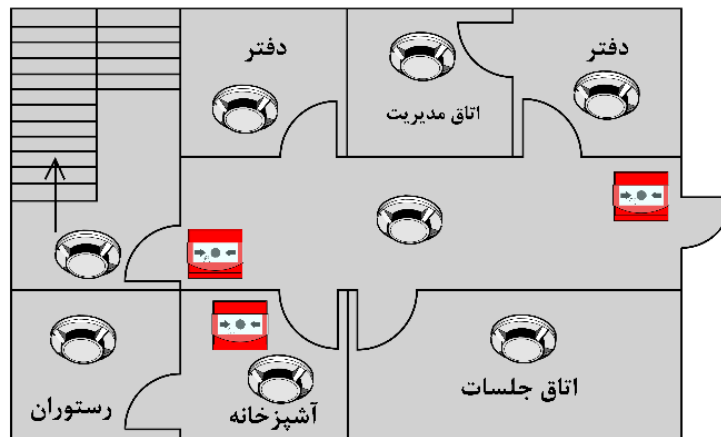 دفتر
دفتر
اتاق مدیریت
اتاق جلسات
آشپزخانه
رستوران